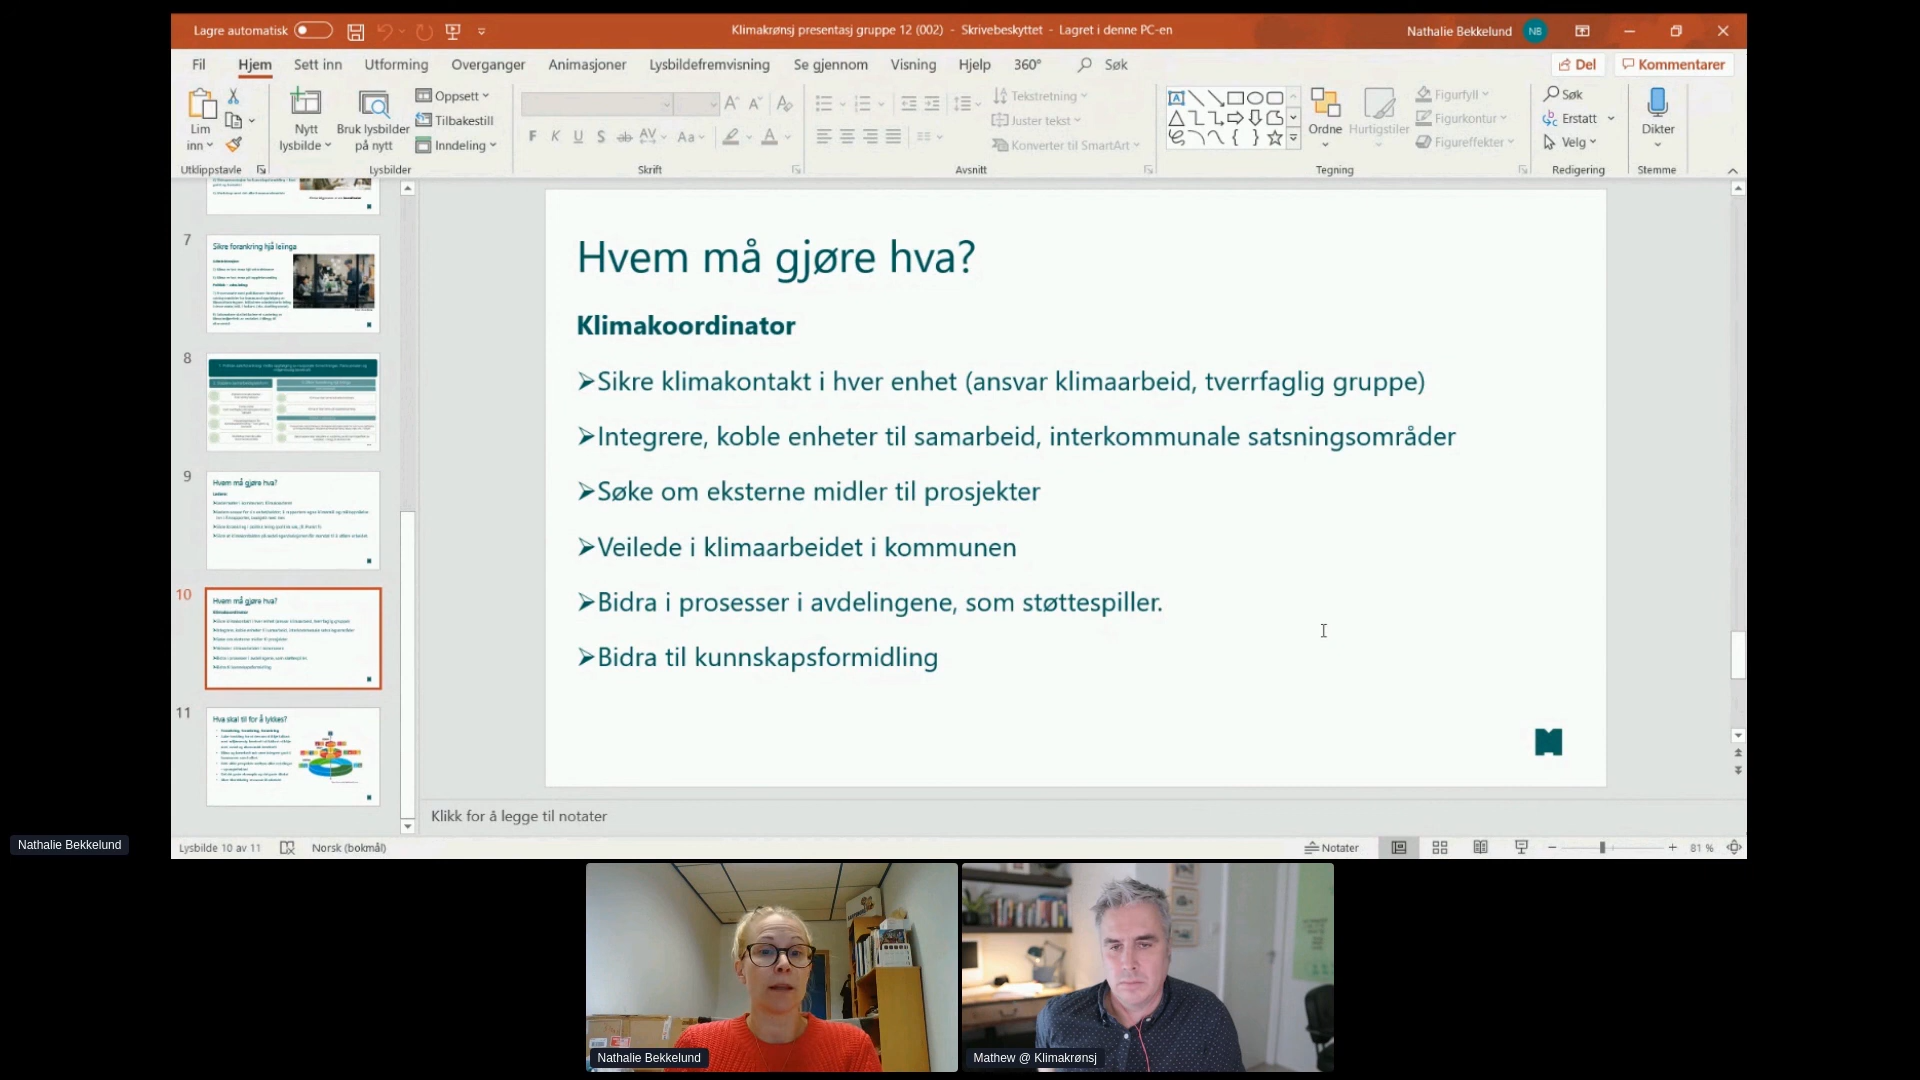 Lagre automatisk
Klimakrønsj presentasj gruppe 12 (002) - Skrivebeskyttet - Lagret i denne PC-en
Nathalie Bekkelund NB
Fil Hjem Sett inn Utforming Overganger Animasjoner Lysbildefremvisning Se gjennom Visning Hjelp 360° Søk
Del Kommentarer
Lim inn
Nytt lysbilde
Bruk lysbilder på nytt
Oppsett
Tilbakestill
Inndeling
F K U S ab AV Aa A
Tekstretning
Juster tekst
Konverter til SmartArt
Ordne
Hurtigstiler
Figurfyll
Figurkontur
Figureffekter
Søk
Erstatt
Velg
Dikter
Utklippstavle Lysbilder Skrift Avsnitt Tegning Redigering Stemme
7
Sikre forankring hjå leiinga
8
9
Hvem må gjøre hva?
10
Hvem må gjøre hva?
11
Hva skal til for å lykkes?
Hvem må gjøre hva?
Klimakoordinator
➢Sikre klimakontakt i hver enhet (ansvar klimaarbeid, tverrfaglig gruppe)
➢Integrere, koble enheter til samarbeid, interkommunale satsningsområder
➢Søke om eksterne midler til prosjekter
➢Veilede i klimaarbeidet i kommunen
➢Bidra i prosesser i avdelingene, som støttespiller.
➢Bidra til kunnskapsformidling
Klikk for å legge til notater
Lysbilde 10 av 11 Norsk (bokmål) Notater 81 %
Nathalie Bekkelund
Nathalie Bekkelund
Mathew @ Klimakrønsj